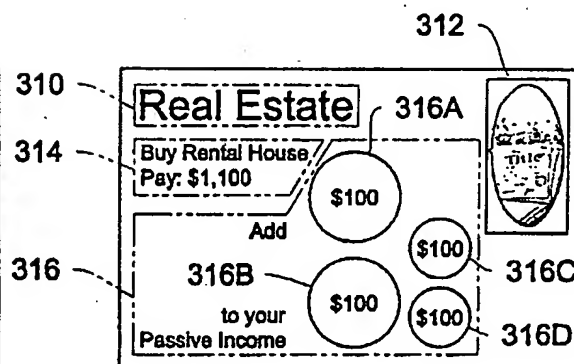 312
310
Real Estate
316A
314
Buy Rental House
Pay: $1,100
$100
Add
$100
316
316B
316C
$100
$100
to your
Passive Income
316D
Title